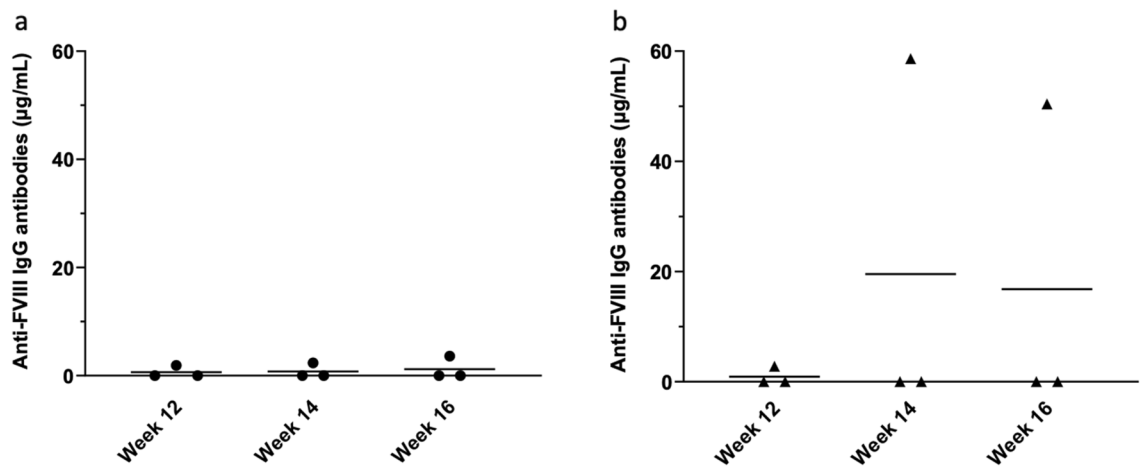 a
Anti-FVIII IgG antibodies (µg/mL)
60
40
20
0
Week 12
Week 14
Week 16
b
Anti-FVIII IgG antibodies (µg/mL)
60
40
20
0
Week 12
Week 14
Week 16